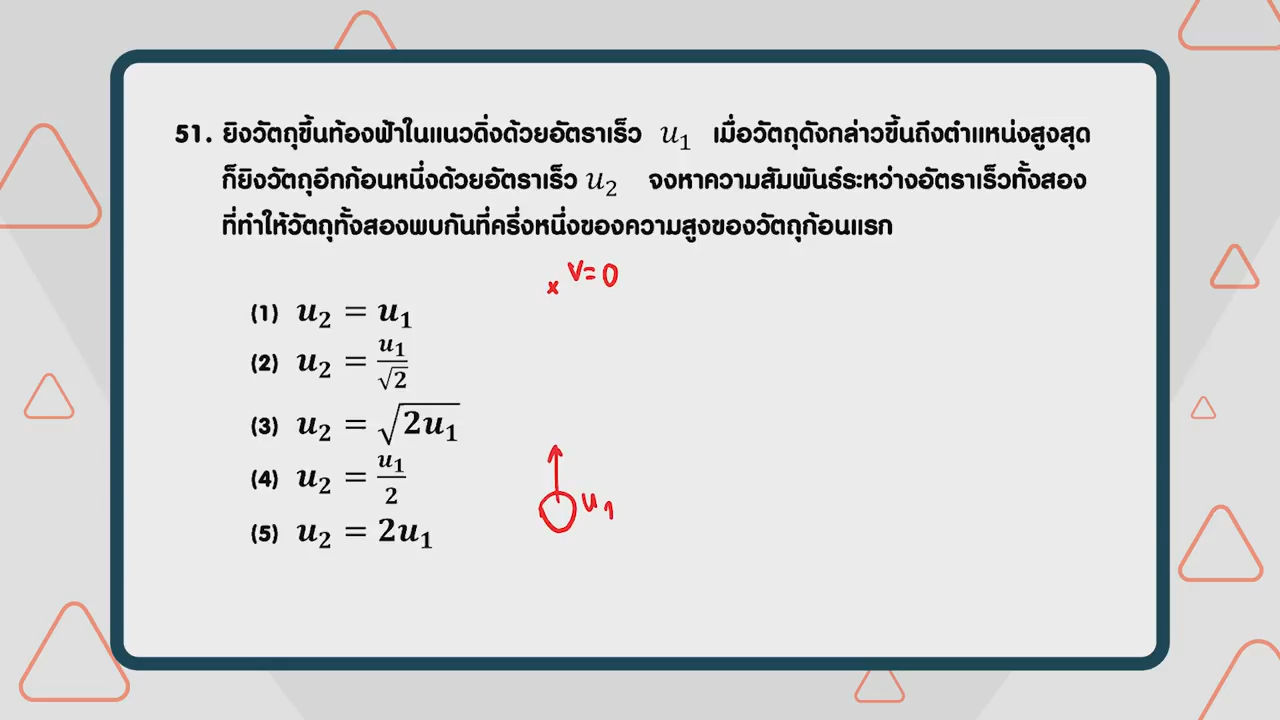 51. ยิงวัตถุขึ้นท้องฟ้าในแนวดิ่งด้วยอัตราเร็ว u₁ เมื่อวัตถุดังกล่าวขึ้นถึงตำแหน่งสูงสุด
ก็ยิงวัตถุอีกก้อนหนึ่งด้วยอัตราเร็ว u₂ จงหาความสัมพันธ์ระหว่างอัตราเร็วทั้งสอง
ที่ทำให้วัตถุทั้งสองพบกันที่ครึ่งหนึ่งของความสูงของวัตถุก้อนแรก
x V=0
(1) u₂ = u₁
(2) u₂ = u₁/√2
(3) u₂ = √(2u₁)
(4) u₂ = u₁/2
u₁
(5) u₂ = 2u₁